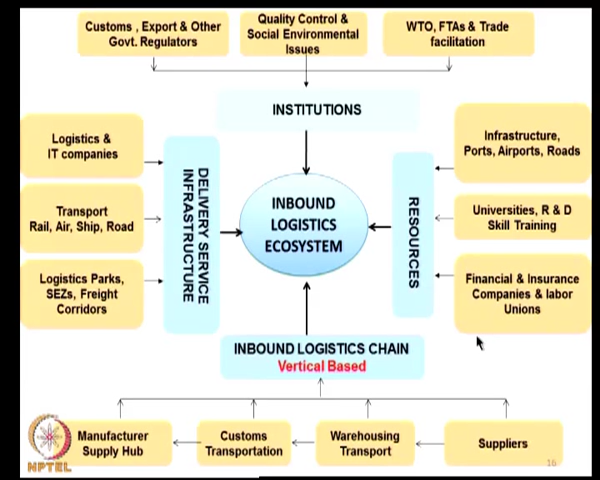 Customs , Export & Other
Govt. Regulators
Quality Control &
Social Environmental
Issues
WTO, FTAs & Trade
facilitation
INSTITUTIONS
Logistics &
IT companies
Transport
Rail, Air, Ship, Road
Logistics Parks,
SEZs, Freight
Corridors
DELIVERY SERVICE
INFRASTRUCTURE
INBOUND
LOGISTICS
ECOSYSTEM
RESOURCES
Infrastructure,
Ports, Airports, Roads
Universities, R & D
Skill Training
Financial & Insurance
Companies & labor
Unions
INBOUND LOGISTICS CHAIN
Vertical Based
Manufacturer
Supply Hub
Customs
Transportation
Warehousing
Transport
Suppliers
16
NPTEL